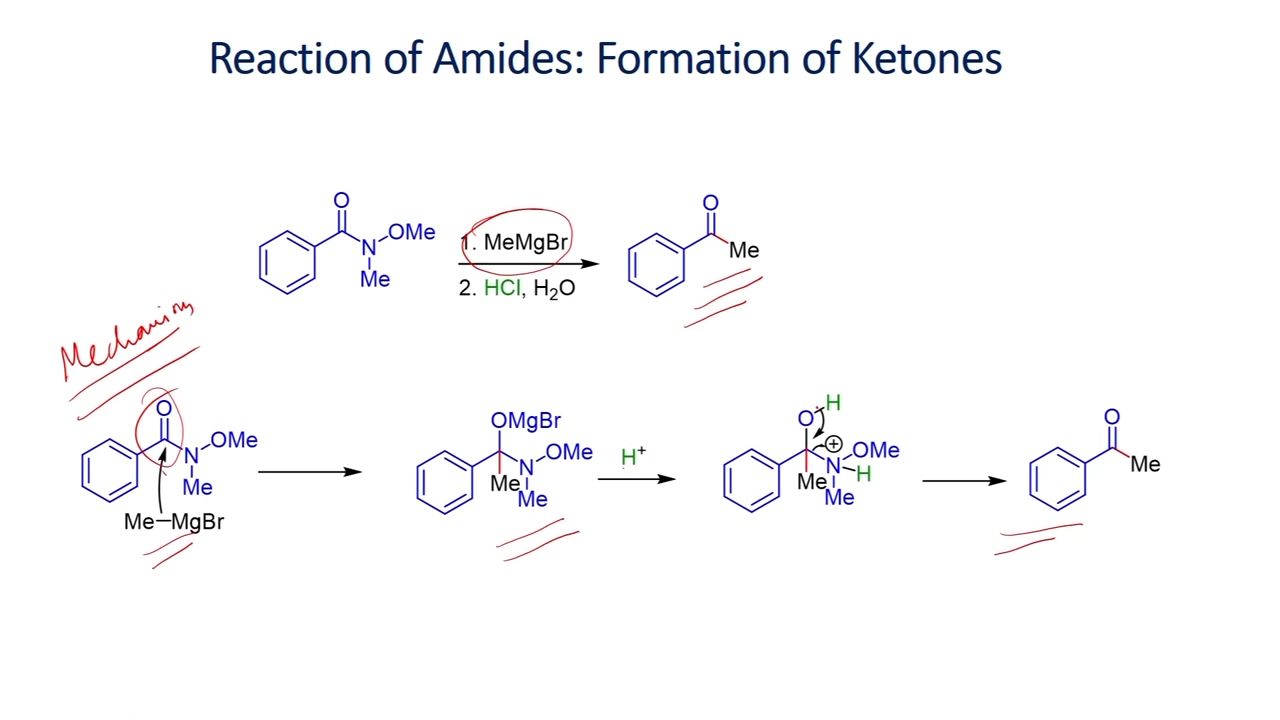 Reaction of Amides: Formation of Ketones
O
N
OMe
Me
1. MeMgBr
2. HCl, H₂O
O
Me
Mechanism
O
N
OMe
Me
Me—MgBr
OMgBr
N
OMe
Me
Me
H⁺
O
H
+
N
OMe
H
Me
Me
O
Me